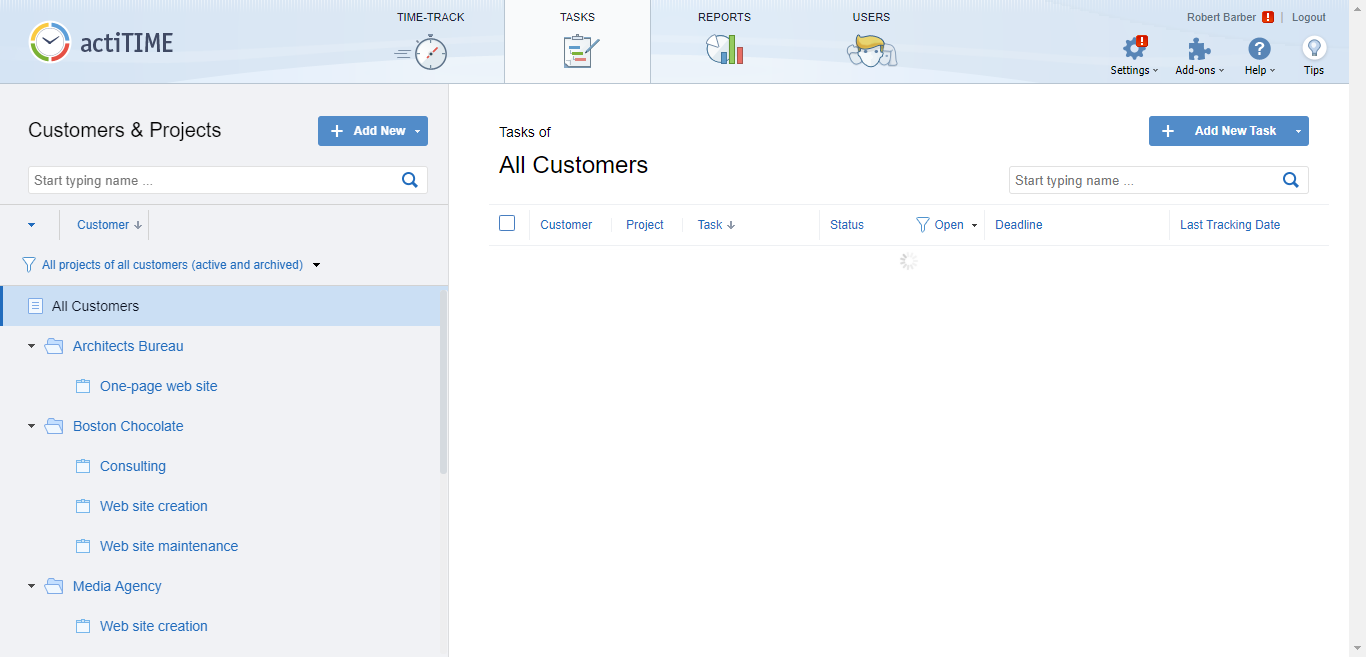 actiTIME
TIME-TRACK
TASKS
REPORTS
USERS
Robert Barber ! | Logout
Settings
Add-ons
Help
Tips
Customers & Projects
+ Add New
Start typing name ...
Customer ↓
All projects of all customers (active and archived)
All Customers
Architects Bureau
One-page web site
Boston Chocolate
Consulting
Web site creation
Web site maintenance
Media Agency
Web site creation
Tasks of
All Customers
+ Add New Task
Start typing name ...
Customer Project Task ↓ Status Open Deadline Last Tracking Date